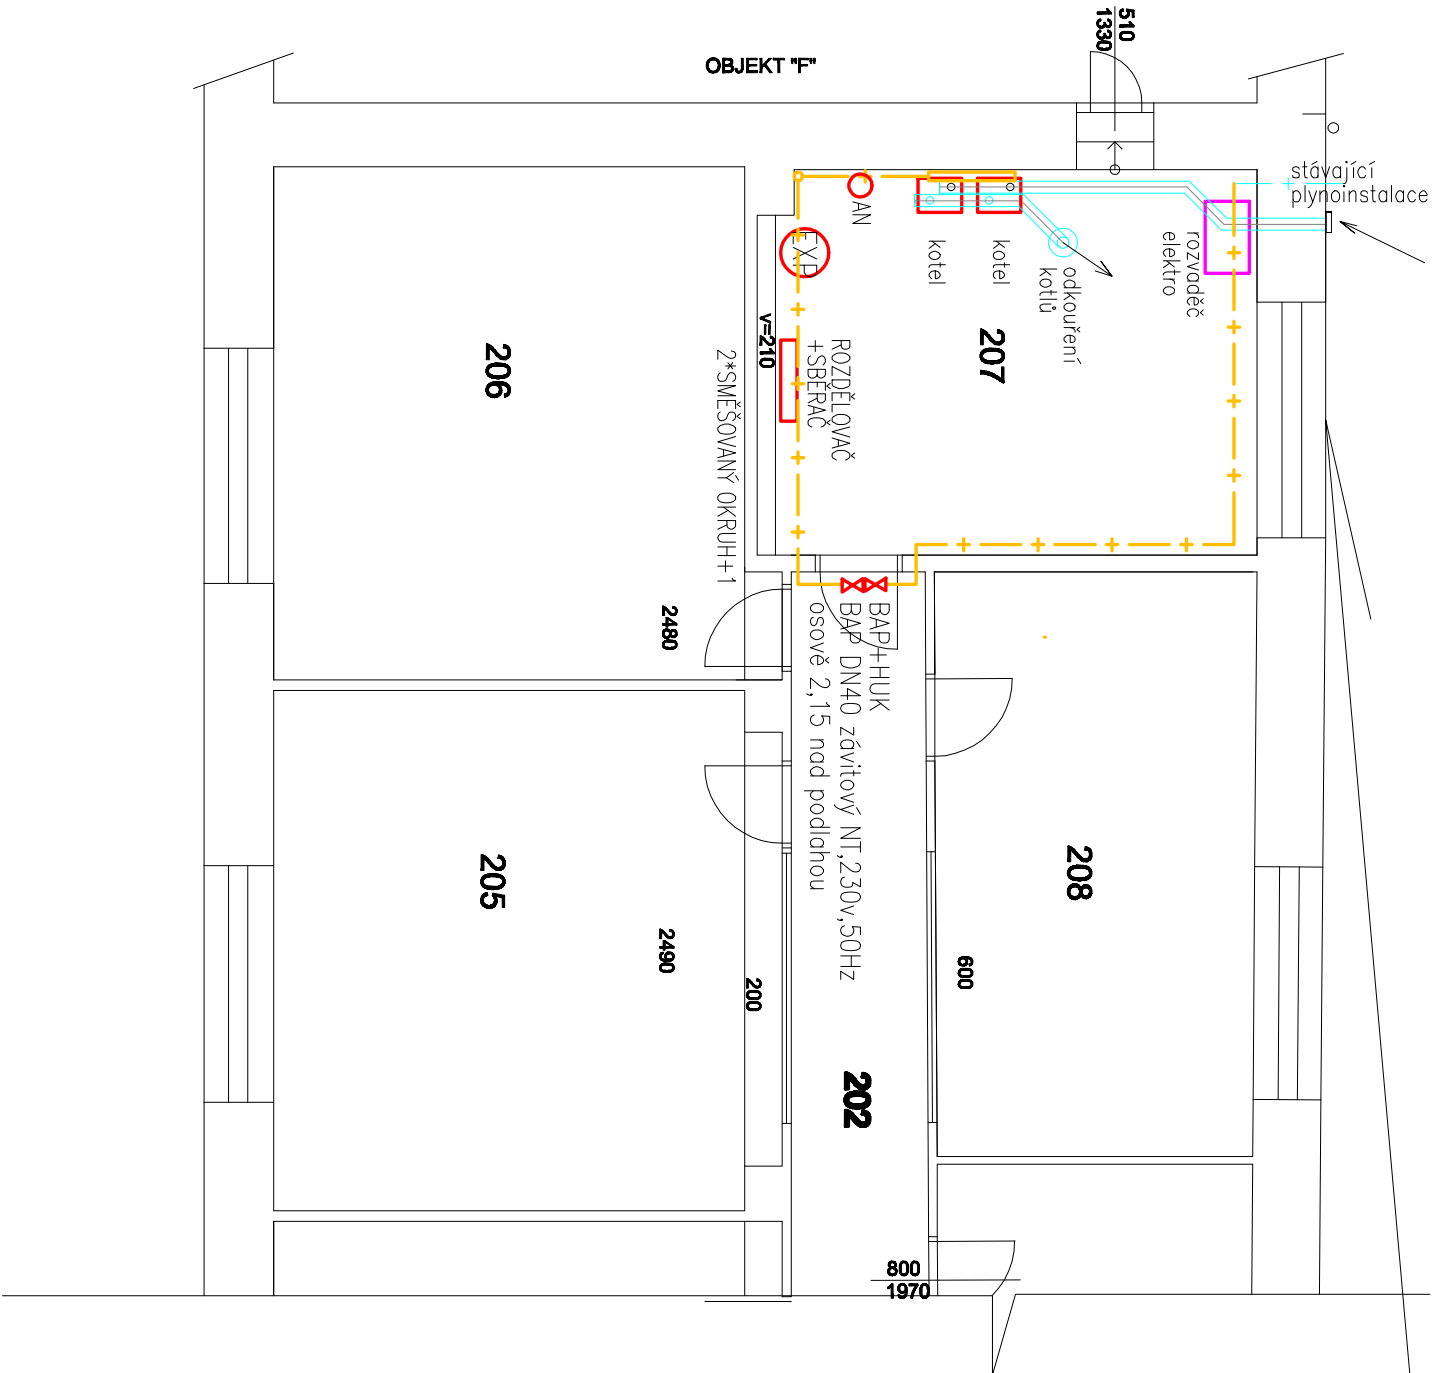 OBJEKT "F"
510
1330
stávající
plynoinstalace
rozvaděč
elektro
odkouření
kotlů
kotel
kotel
AN
EXP
207
v=210
ROZDĚLOVAČ
+SBĚRAČ
2*SMĚŠOVANÝ OKRUH+1
206
2480
BAP+HUK
BAP DN40 závitový NT,230v,50Hz
osově 2,15 nad podlahou
208
205
2490
200
600
202
800
1970